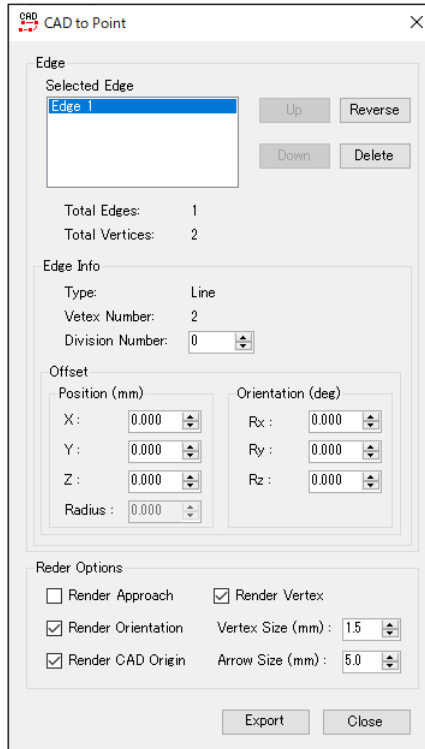 CAD CAD to Point
Edge
Selected Edge
Edge 1
Up Reverse
Down Delete
Total Edges: 1
Total Vertices: 2
Edge Info
Type: Line
Vetex Number: 2
Division Number: 0
Offset
Position (mm) Orientation (deg)
X : 0.000 Rx : 0.000
Y : 0.000 Ry : 0.000
Z : 0.000 Rz : 0.000
Radius : 0.000
Reder Options
Render Approach Render Vertex
Render Orientation Vertex Size (mm) : 1.5
Render CAD Origin Arrow Size (mm) : 5.0
Export Close